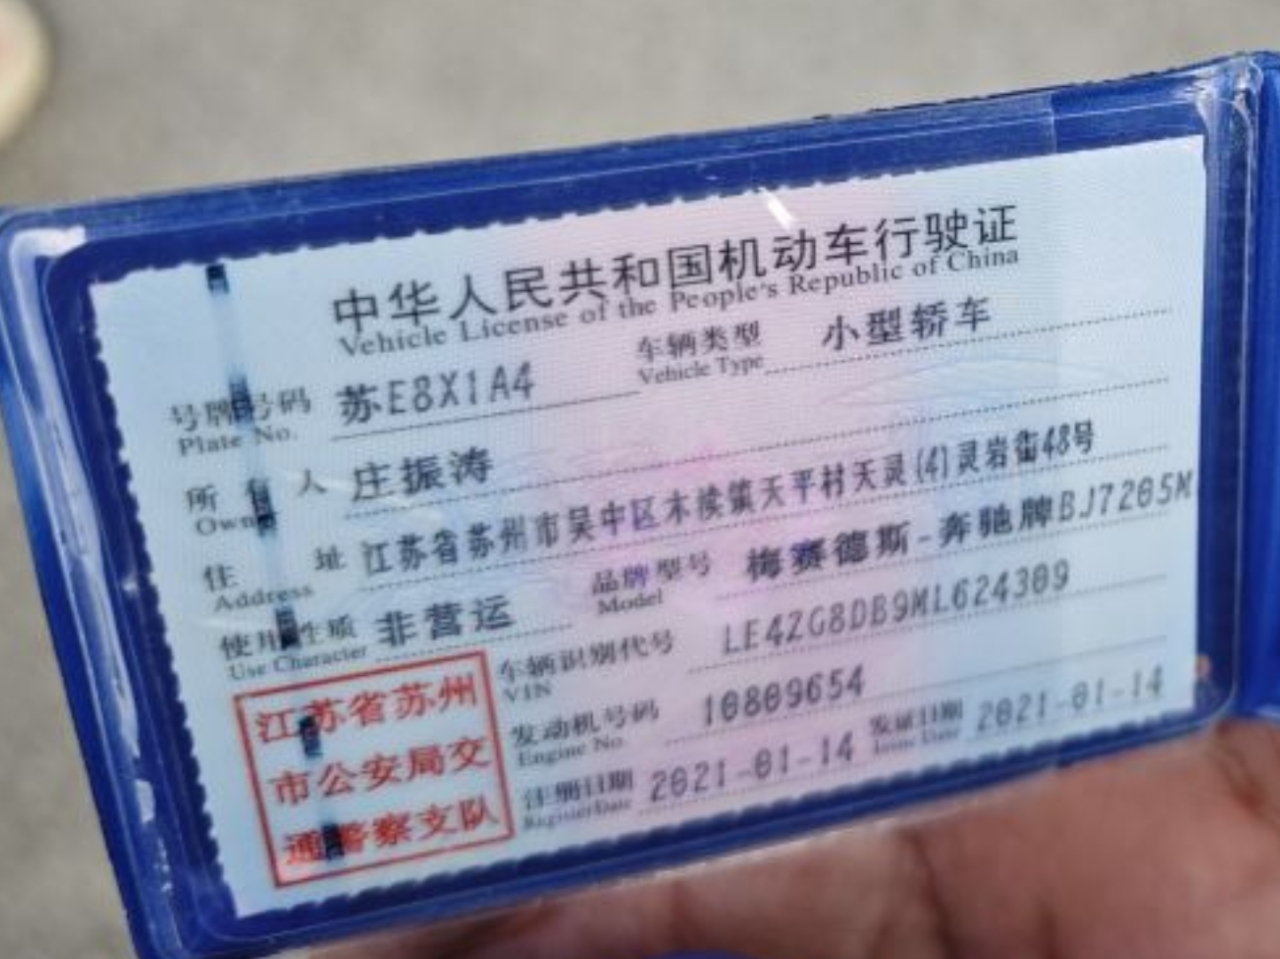 中华人民共和国机动车行驶证
Vehicle License of the People's Republic of China
号牌号码 苏E8X1A4 车辆类型 小型轿车
Plate No. Vehicle Type
所有人 庄振涛
Owner
住址 江苏省苏州市吴中区木渎镇天平村天灵(4)灵岩街48号
Address
使用性质 非营运 品牌型号 梅赛德斯-奔驰牌BJ7205M
Use Character Model
车辆识别代号 LE4ZG8DB9ML624309
VIN
发动机号码 10809654 发证日期 2021-01-14
Engine No. Issue Date
注册日期 2021-01-14
Register Date
江苏省苏州
市公安局交
通警察支队